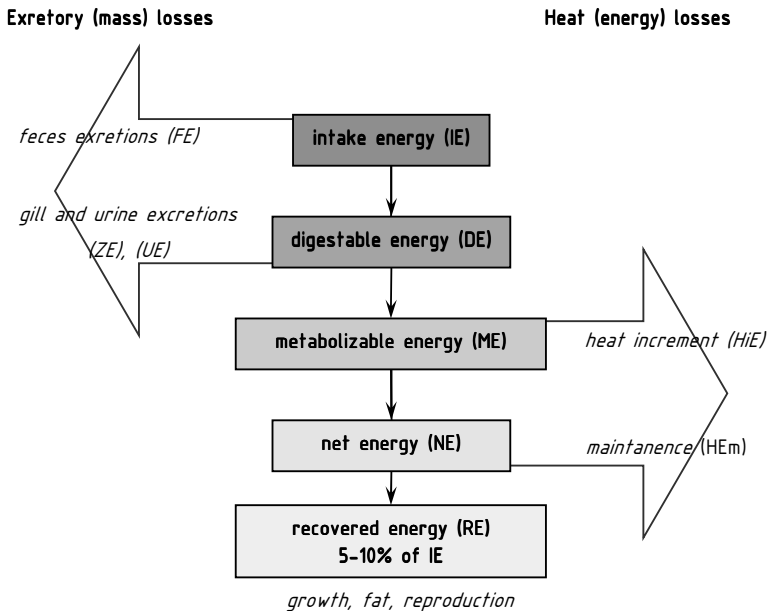 Exretory (mass) losses
Heat (energy) losses
feces exretions (FE)
intake energy (IE)
gill and urine excretions
(ZE), (UE)
digestable energy (DE)
metabolizable energy (ME)
heat increment (HiE)
net energy (NE)
maintanence (HEm)
recovered energy (RE)
5-10% of IE
growth, fat, reproduction